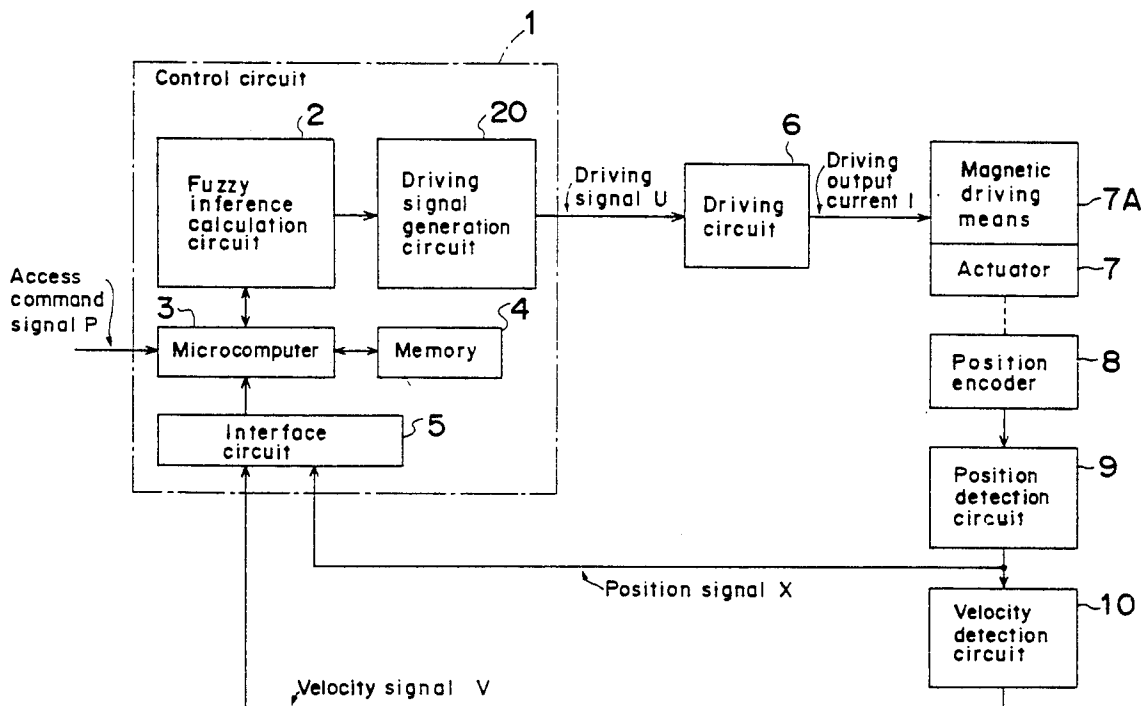 1
Control circuit
2
20
6
Fuzzy
inference
calculation
circuit
Driving
signal
generation
circuit
Driving
signal U
Driving
circuit
Driving
output
current I
Magnetic
driving
means
7A
Actuator
7
Access
command
signal P
3
Microcomputer
4
Memory
Position
encoder
8
Interface
circuit
5
Position
detection
circuit
9
Position signal X
Velocity
detection
circuit
10
Velocity signal V